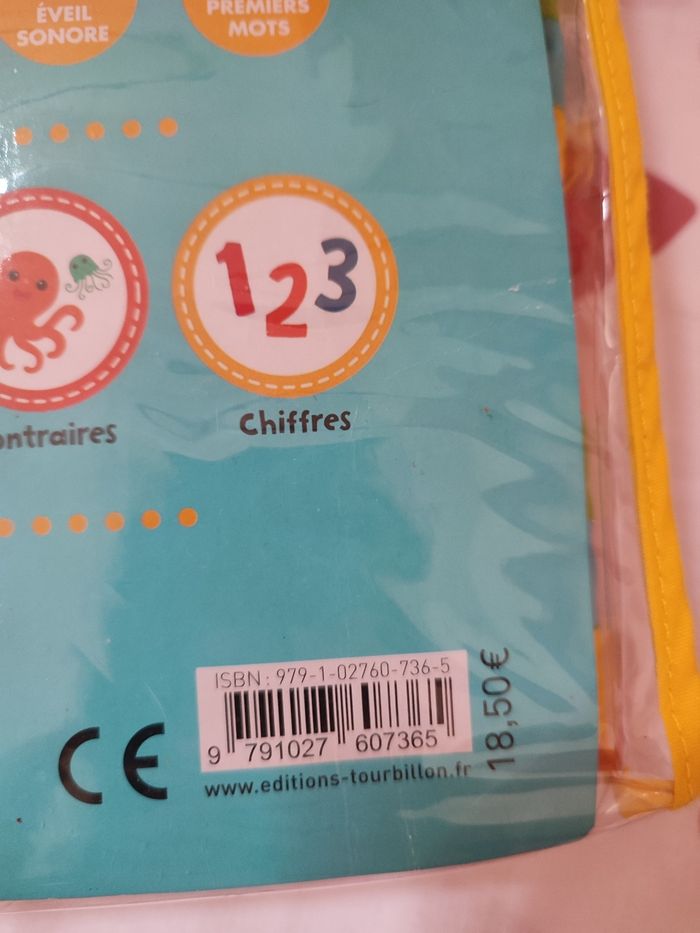 ÉVEIL
SONORE
PREMIERS
MOTS
123
ontraires
Chiffres
ISBN : 979-1-02760-736-5
9 791027 607365
www.editions-tourbillon.fr
18,50€
CE